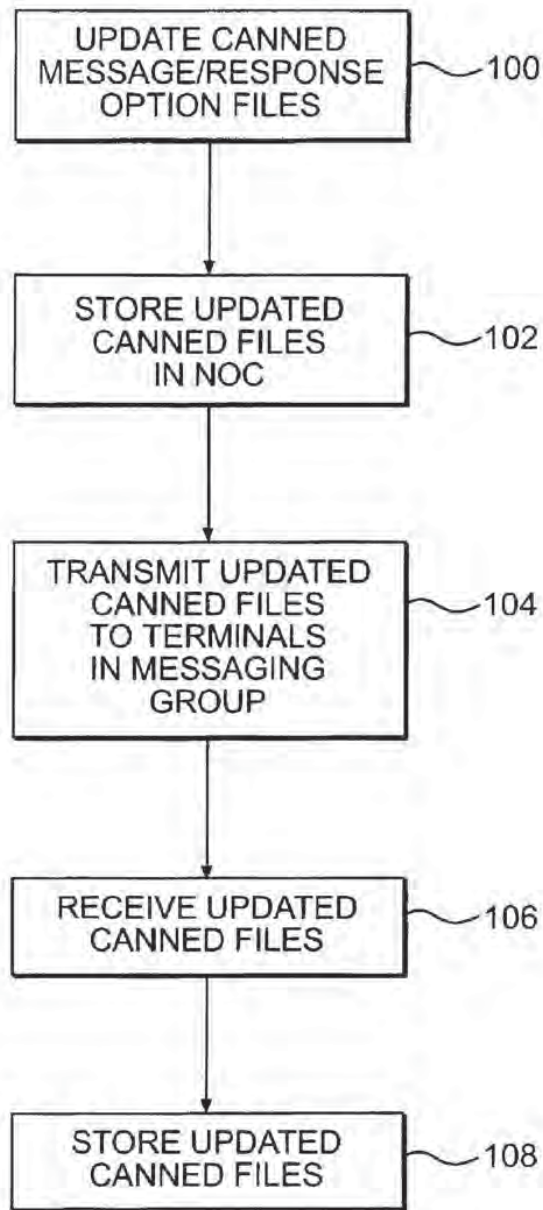 UPDATE CANNED
MESSAGE/RESPONSE
OPTION FILES
100
STORE UPDATED
CANNED FILES
IN NOC
102
TRANSMIT UPDATED
CANNED FILES
TO TERMINALS
IN MESSAGING
GROUP
104
RECEIVE UPDATED
CANNED FILES
106
STORE UPDATED
CANNED FILES
108